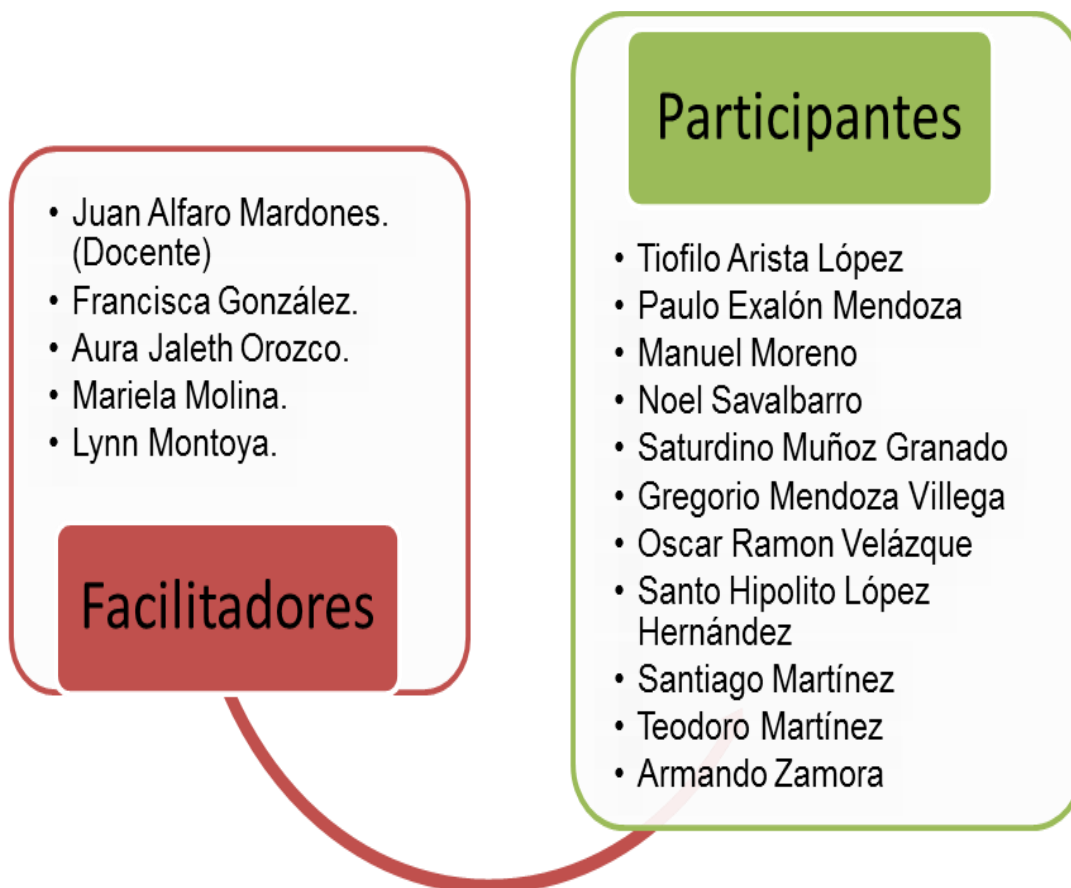 • Juan Alfaro Mardones.
(Docente)
• Francisca González.
• Aura Jaleth Orozco.
• Mariela Molina.
• Lynn Montoya.
Facilitadores
Participantes
• Tiofilo Arista López
• Paulo Exalón Mendoza
• Manuel Moreno
• Noel Savalbarro
• Saturdino Muñoz Granado
• Gregorio Mendoza Villega
• Oscar Ramon Velázque
• Santo Hipolito López
Hernández
• Santiago Martínez
• Teodoro Martínez
• Armando Zamora